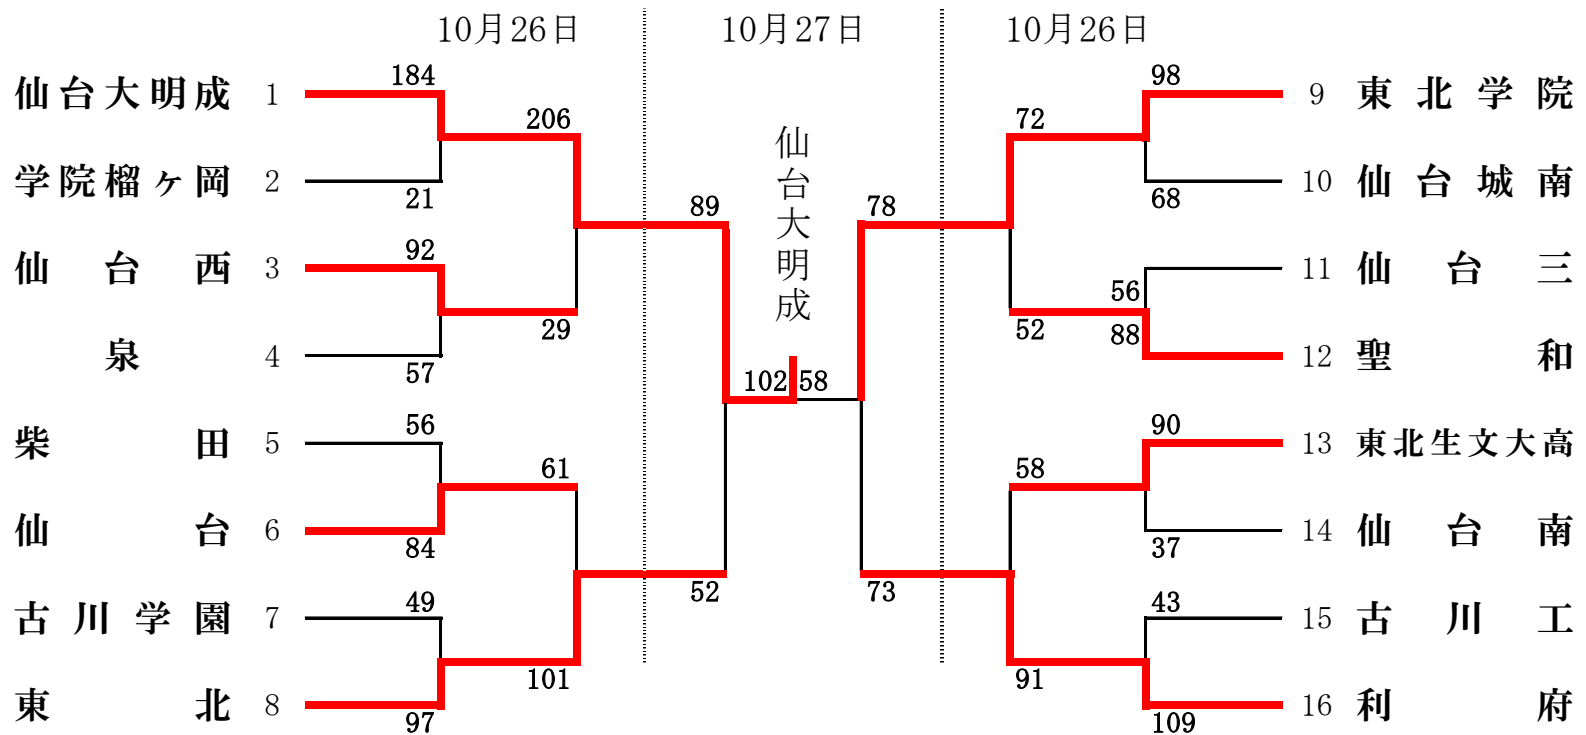 10月26日
10月27日
10月26日
仙台大明成 1
184
206
学院榴ケ岡 2
21
仙台西 3
92
29
泉 4
57
柴田 5
56
61
仙台 6
84
古川学園 7
49
101
東北 8
97
89
52
仙台大明成
102 58
78
73
98
9 東北学院
72
10 仙台城南
68
11 仙台三
56
52
88
12 聖和
90
13 東北生文大高
58
14 仙台南
37
43
15 古川工
91
16 利府
109